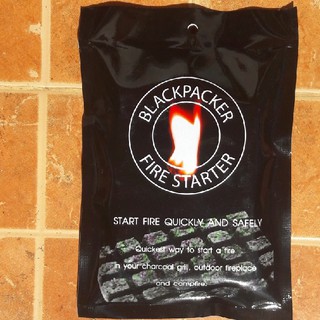 BLACKPACKER
FIRE STARTER
START FIRE QUICKLY AND SAFELY
Quickest way to start a fire
in your charcoal grill, outdoor fireplace
and campfire.